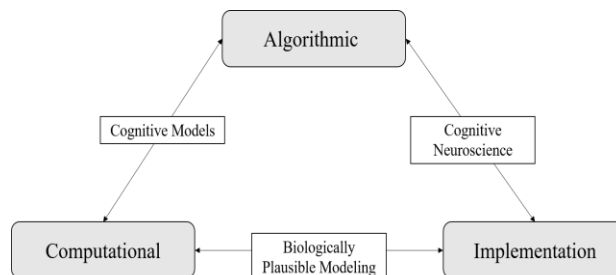 Algorithmic
Cognitive Models
Cognitive
Neuroscience
Computational
Biologically
Plausible Modeling
Implementation